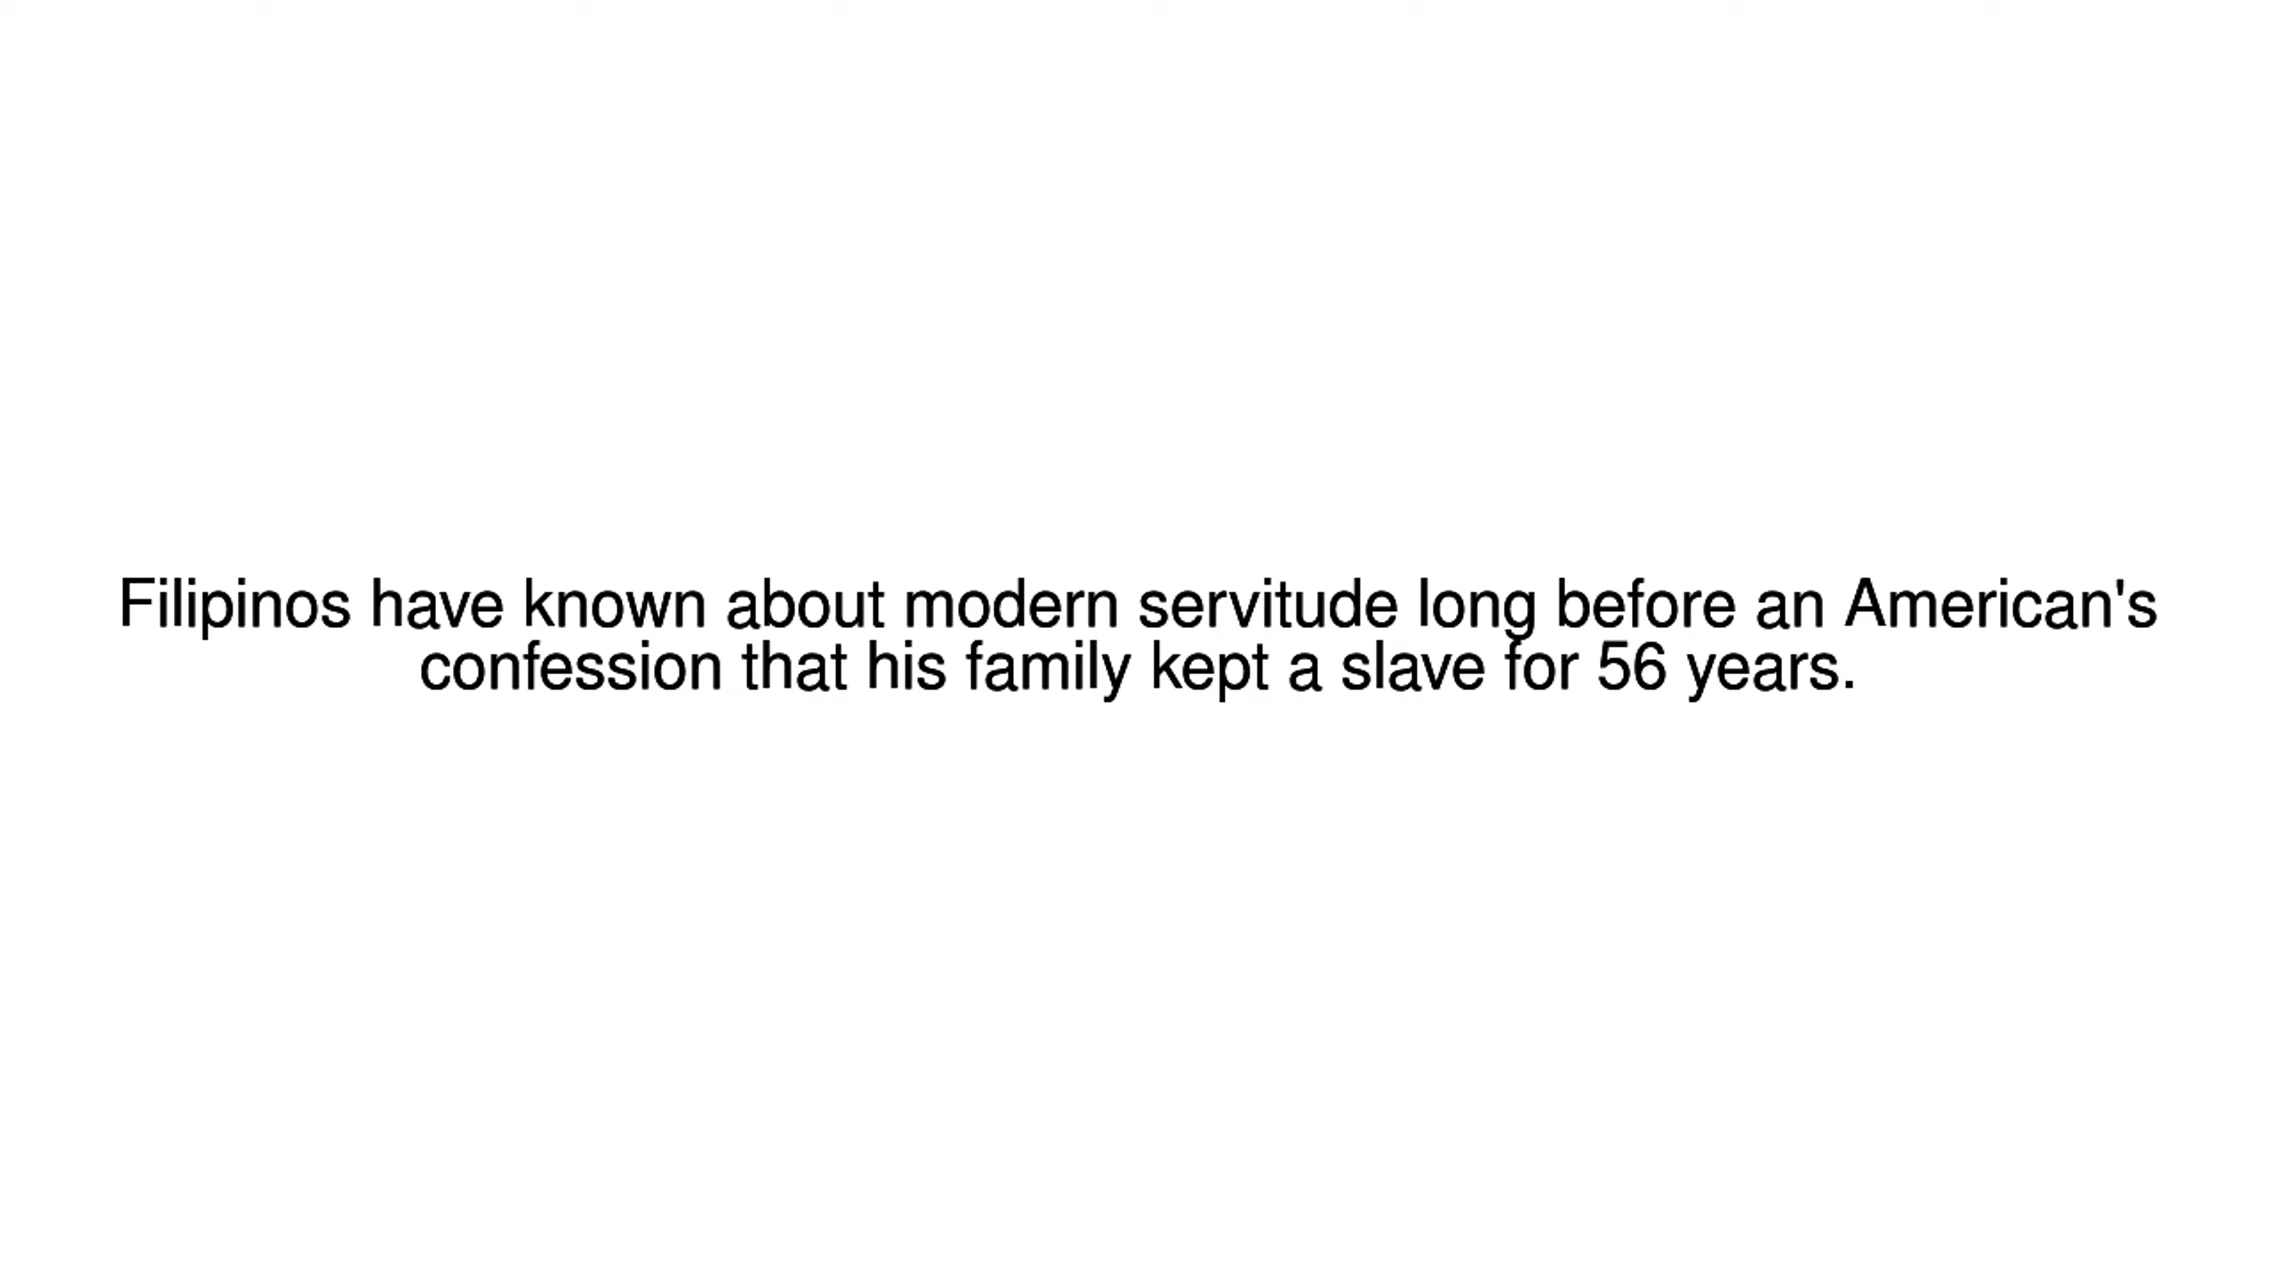 Filipinos have known about modern servitude long before an American's
confession that his family kept a slave for 56 years.